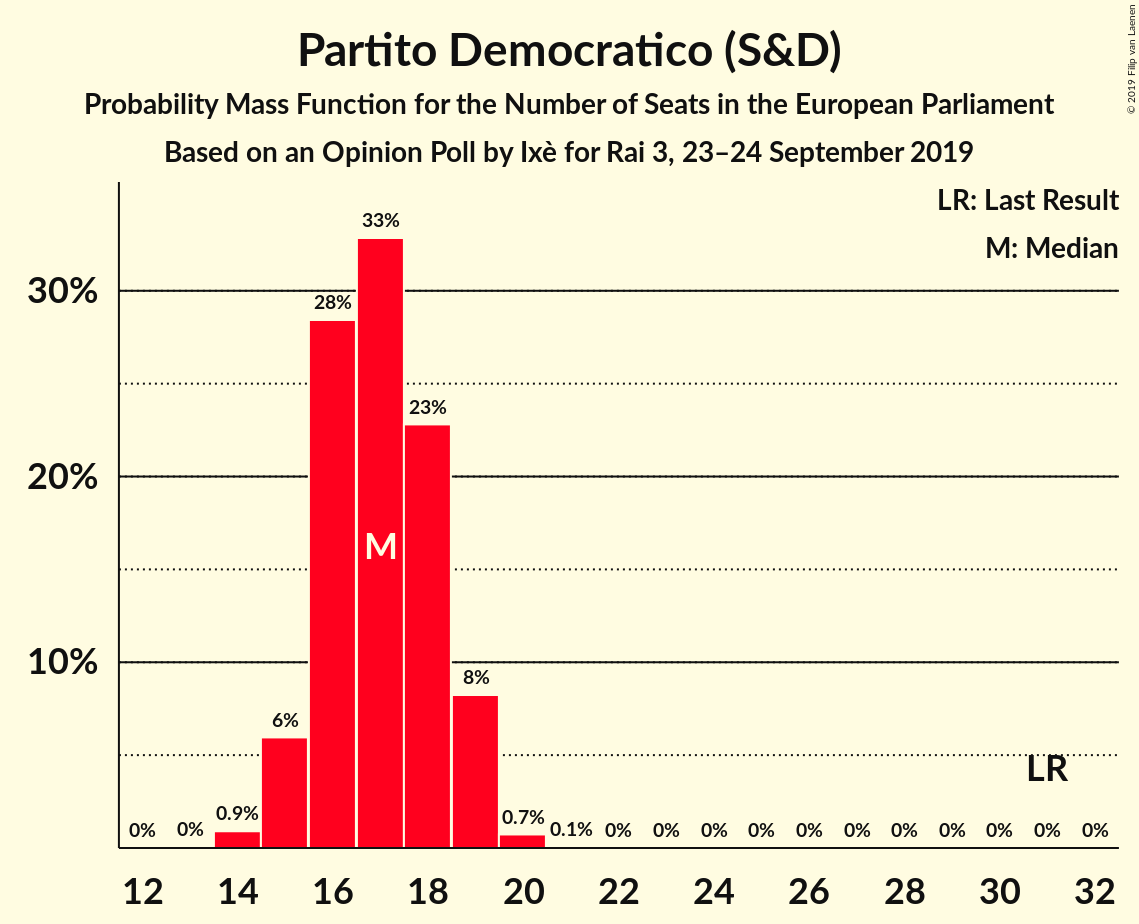 Partito Democratico (S&D)
Probability Mass Function for the Number of Seats in the European Parliament
Based on an Opinion Poll by Ixè for Rai 3, 23–24 September 2019
© 2019 Filip van Laenen
LR: Last Result
M: Median
30%
20%
10%
0% 0% 0.9% 6% 28% 33% 23% 8% 0.7% 0.1% 0% 0% 0% 0% 0% 0% 0% 0% 0% 0% 0%
M
LR
12 14 16 18 20 22 24 26 28 30 32